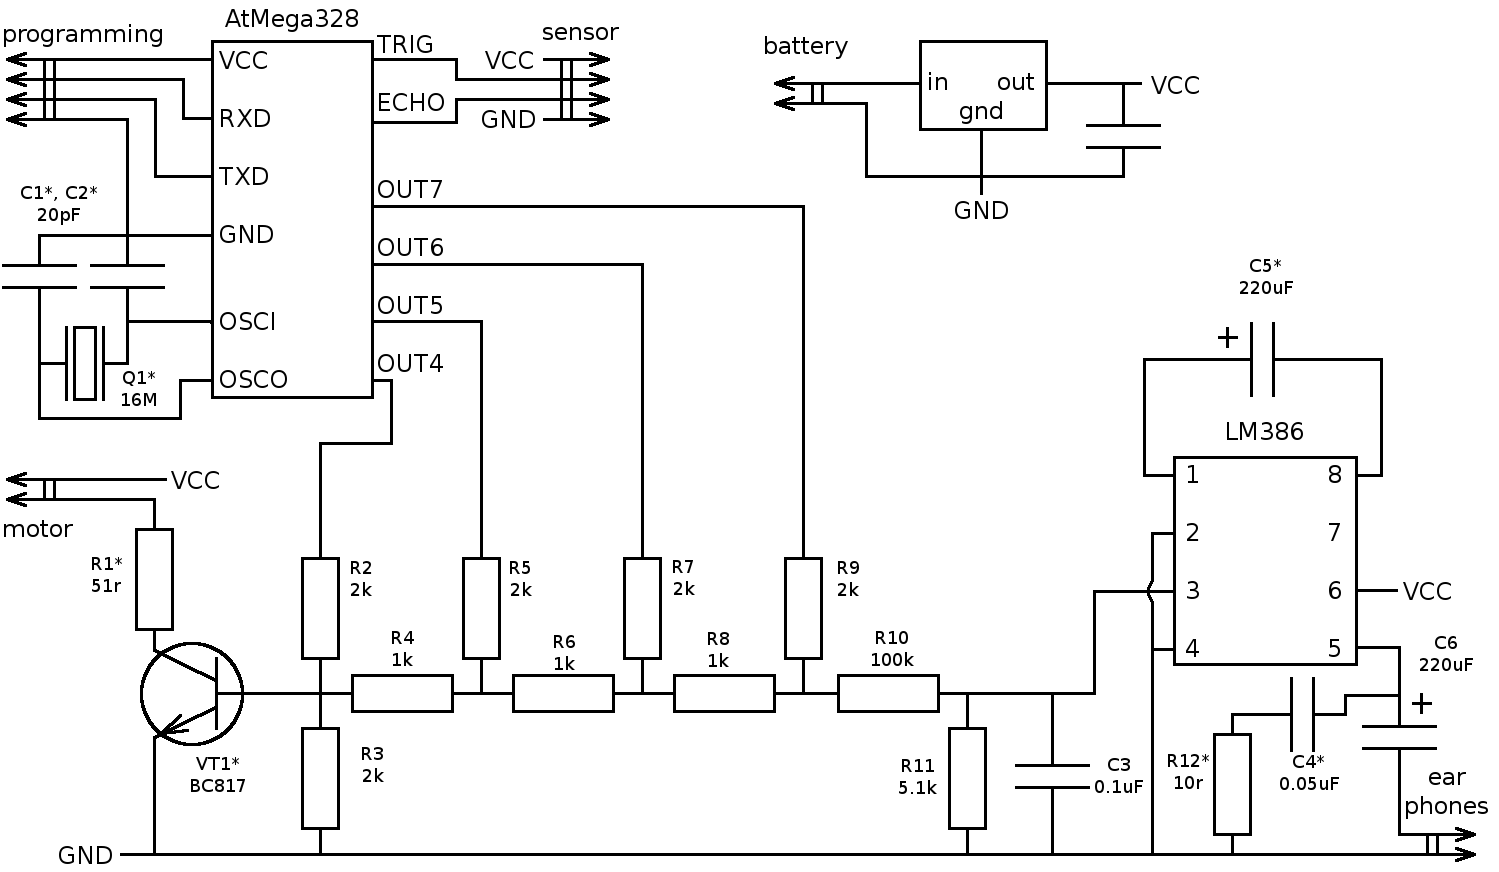 AtMega328
programming
VCC
RXD
TXD
GND
OSCI
OSCO
TRIG
ECHO
OUT7
OUT6
OUT5
OUT4
sensor
VCC
GND
battery
in
out
gnd
VCC
GND
C1*, C2*
20pF
Q1*
16M
C5*
220uF
+
LM386
1
2
3
4
8
7
6
5
VCC
VCC
motor
R1*
51r
R2
2k
R5
2k
R7
2k
R9
2k
R4
1k
R6
1k
R8
1k
R10
100k
C6
220uF
+
VT1*
BC817
R3
2k
R11
5.1k
C3
0.1uF
R12*
10r
C4*
0.05uF
ear
phones
GND